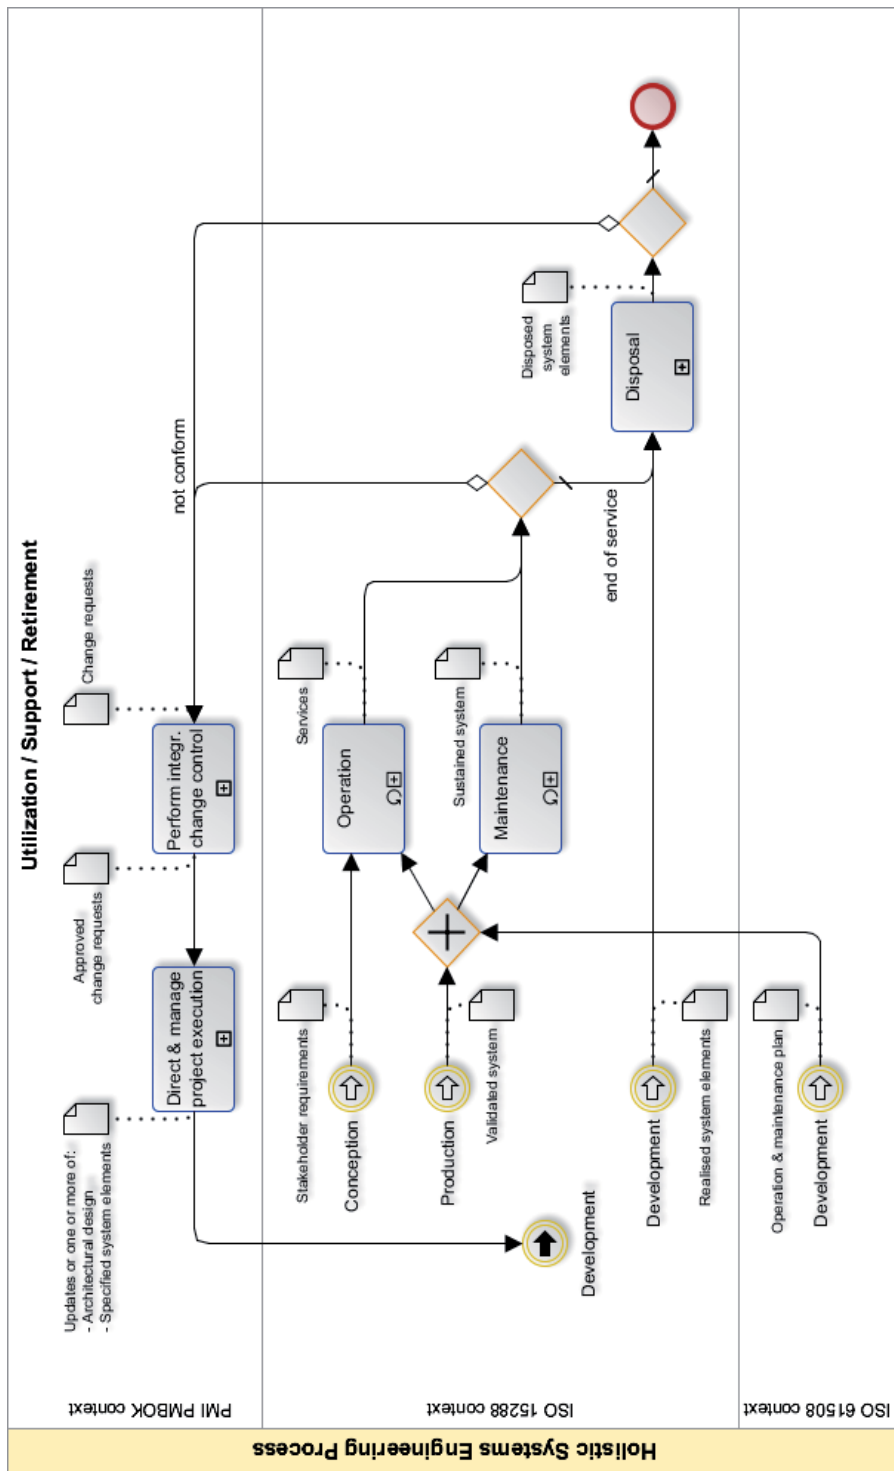 Holistic Systems Engineering Process
Utilization / Support / Retirement
PMI PMBOK context
Updates or one or more of:
- Architectural design
- Specified system elements
Direct & manage
project execution
Approved
change requests
Perform integr.
change control
Change requests
not conform
ISO 15288 context
Development
Stakeholder requirements
Conception
Production
Validated system
Operation
Services
Maintenance
Sustained system
end of service
Development
Realised system elements
Disposal
Disposed
system
elements
ISO 61508 context
Operation & maintenance plan
Development